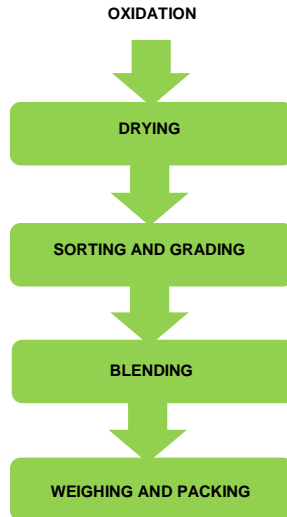 OXIDATION
DRYING
SORTING AND GRADING
BLENDING
WEIGHING AND PACKING